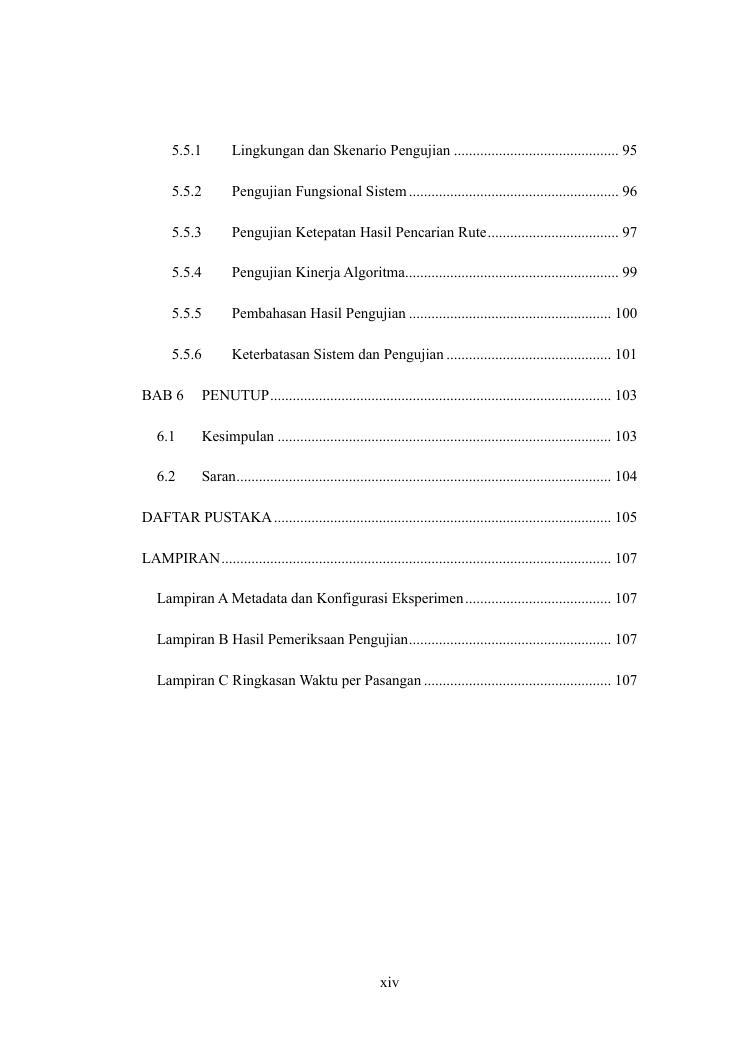 5.5.1 Lingkungan dan Skenario Pengujian ............................................ 95
5.5.2 Pengujian Fungsional Sistem ........................................................ 96
5.5.3 Pengujian Ketepatan Hasil Pencarian Rute ................................... 97
5.5.4 Pengujian Kinerja Algoritma ......................................................... 99
5.5.5 Pembahasan Hasil Pengujian ...................................................... 100
5.5.6 Keterbatasan Sistem dan Pengujian ............................................ 101
BAB 6 PENUTUP ........................................................................................... 103
6.1 Kesimpulan ......................................................................................... 103
6.2 Saran .................................................................................................... 104
DAFTAR PUSTAKA .......................................................................................... 105
LAMPIRAN ........................................................................................................ 107
Lampiran A Metadata dan Konfigurasi Eksperimen ....................................... 107
Lampiran B Hasil Pemeriksaan Pengujian ...................................................... 107
Lampiran C Ringkasan Waktu per Pasangan .................................................. 107
xiv